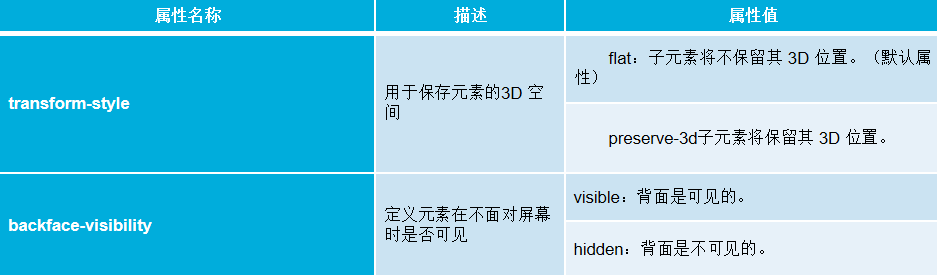 属性名称 描述 属性值
transform-style
用于保存元素的3D 空
间
flat：子元素将不保留其 3D 位置。（默认属
性）
preserve-3d子元素将保留其 3D 位置。
backface-visibility
定义元素在不面对屏幕
时是否可见
visible：背面是可见的。
hidden：背面是不可见的。